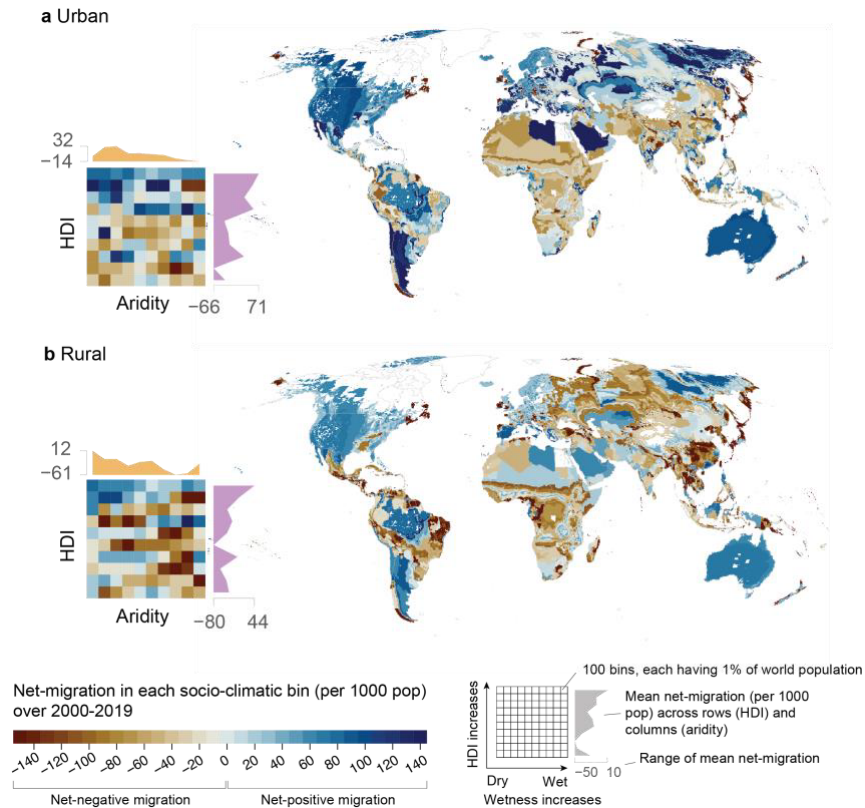 a Urban
32
−14
HDI
Aridity
−66
71
b Rural
12
−61
HDI
Aridity
−80
44
Net-migration in each socio-climatic bin (per 1000 pop)
over 2000-2019
−140
−120
−100
−80
−60
−40
−20
0
20
40
60
80
100
120
140
Net-negative migration
Net-positive migration
100 bins, each having 1% of world population
HDI increases
Mean net-migration (per 1000
pop) across rows (HDI) and
columns (aridity)
−50
10
Range of mean net-migration
Dry
Wet
Wetness increases